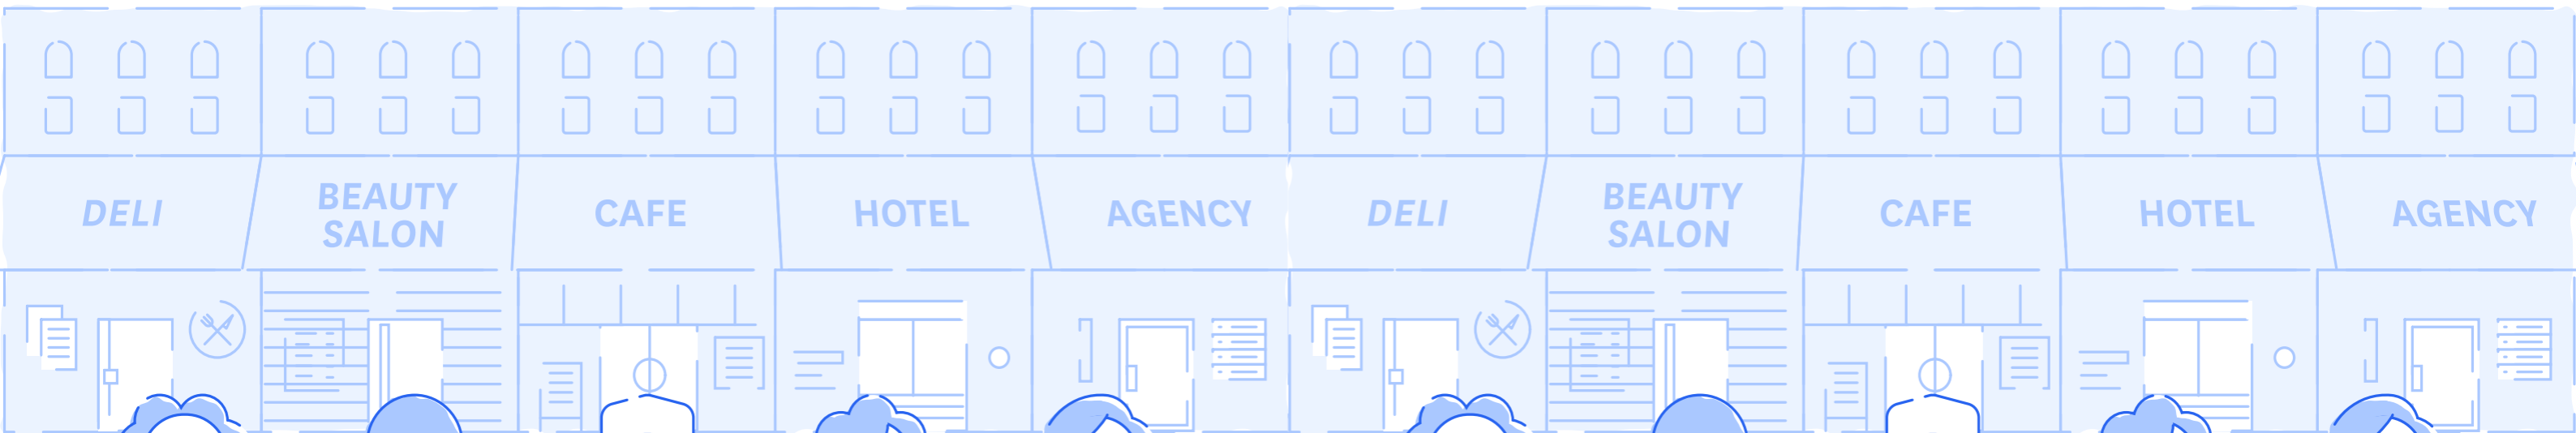 DELI
BEAUTY
SALON
CAFE
HOTEL
AGENCY
DELI
BEAUTY
SALON
CAFE
HOTEL
AGENCY